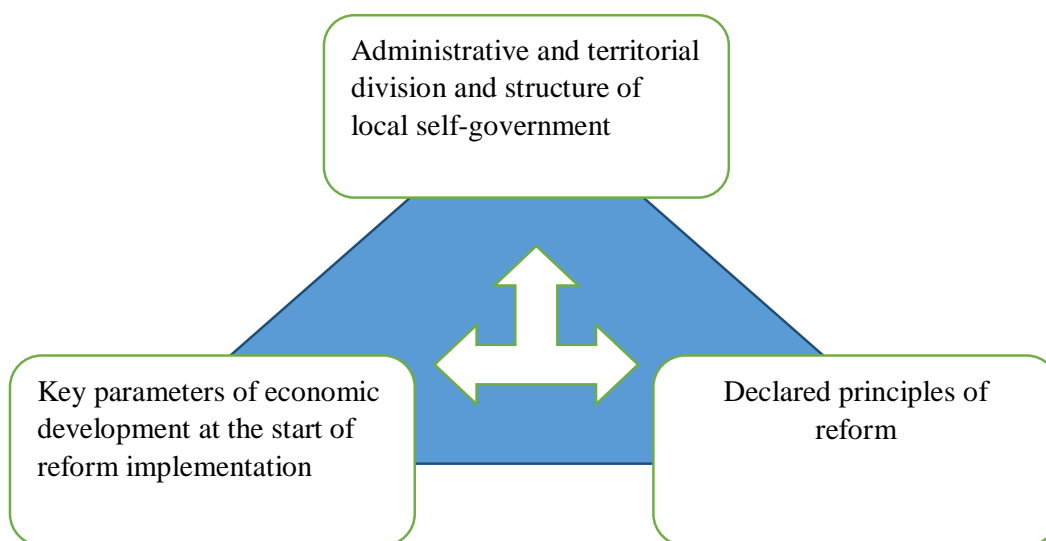 Administrative and territorial
division and structure of
local self-government
Key parameters of economic
development at the start of
reform implementation
Declared principles of
reform